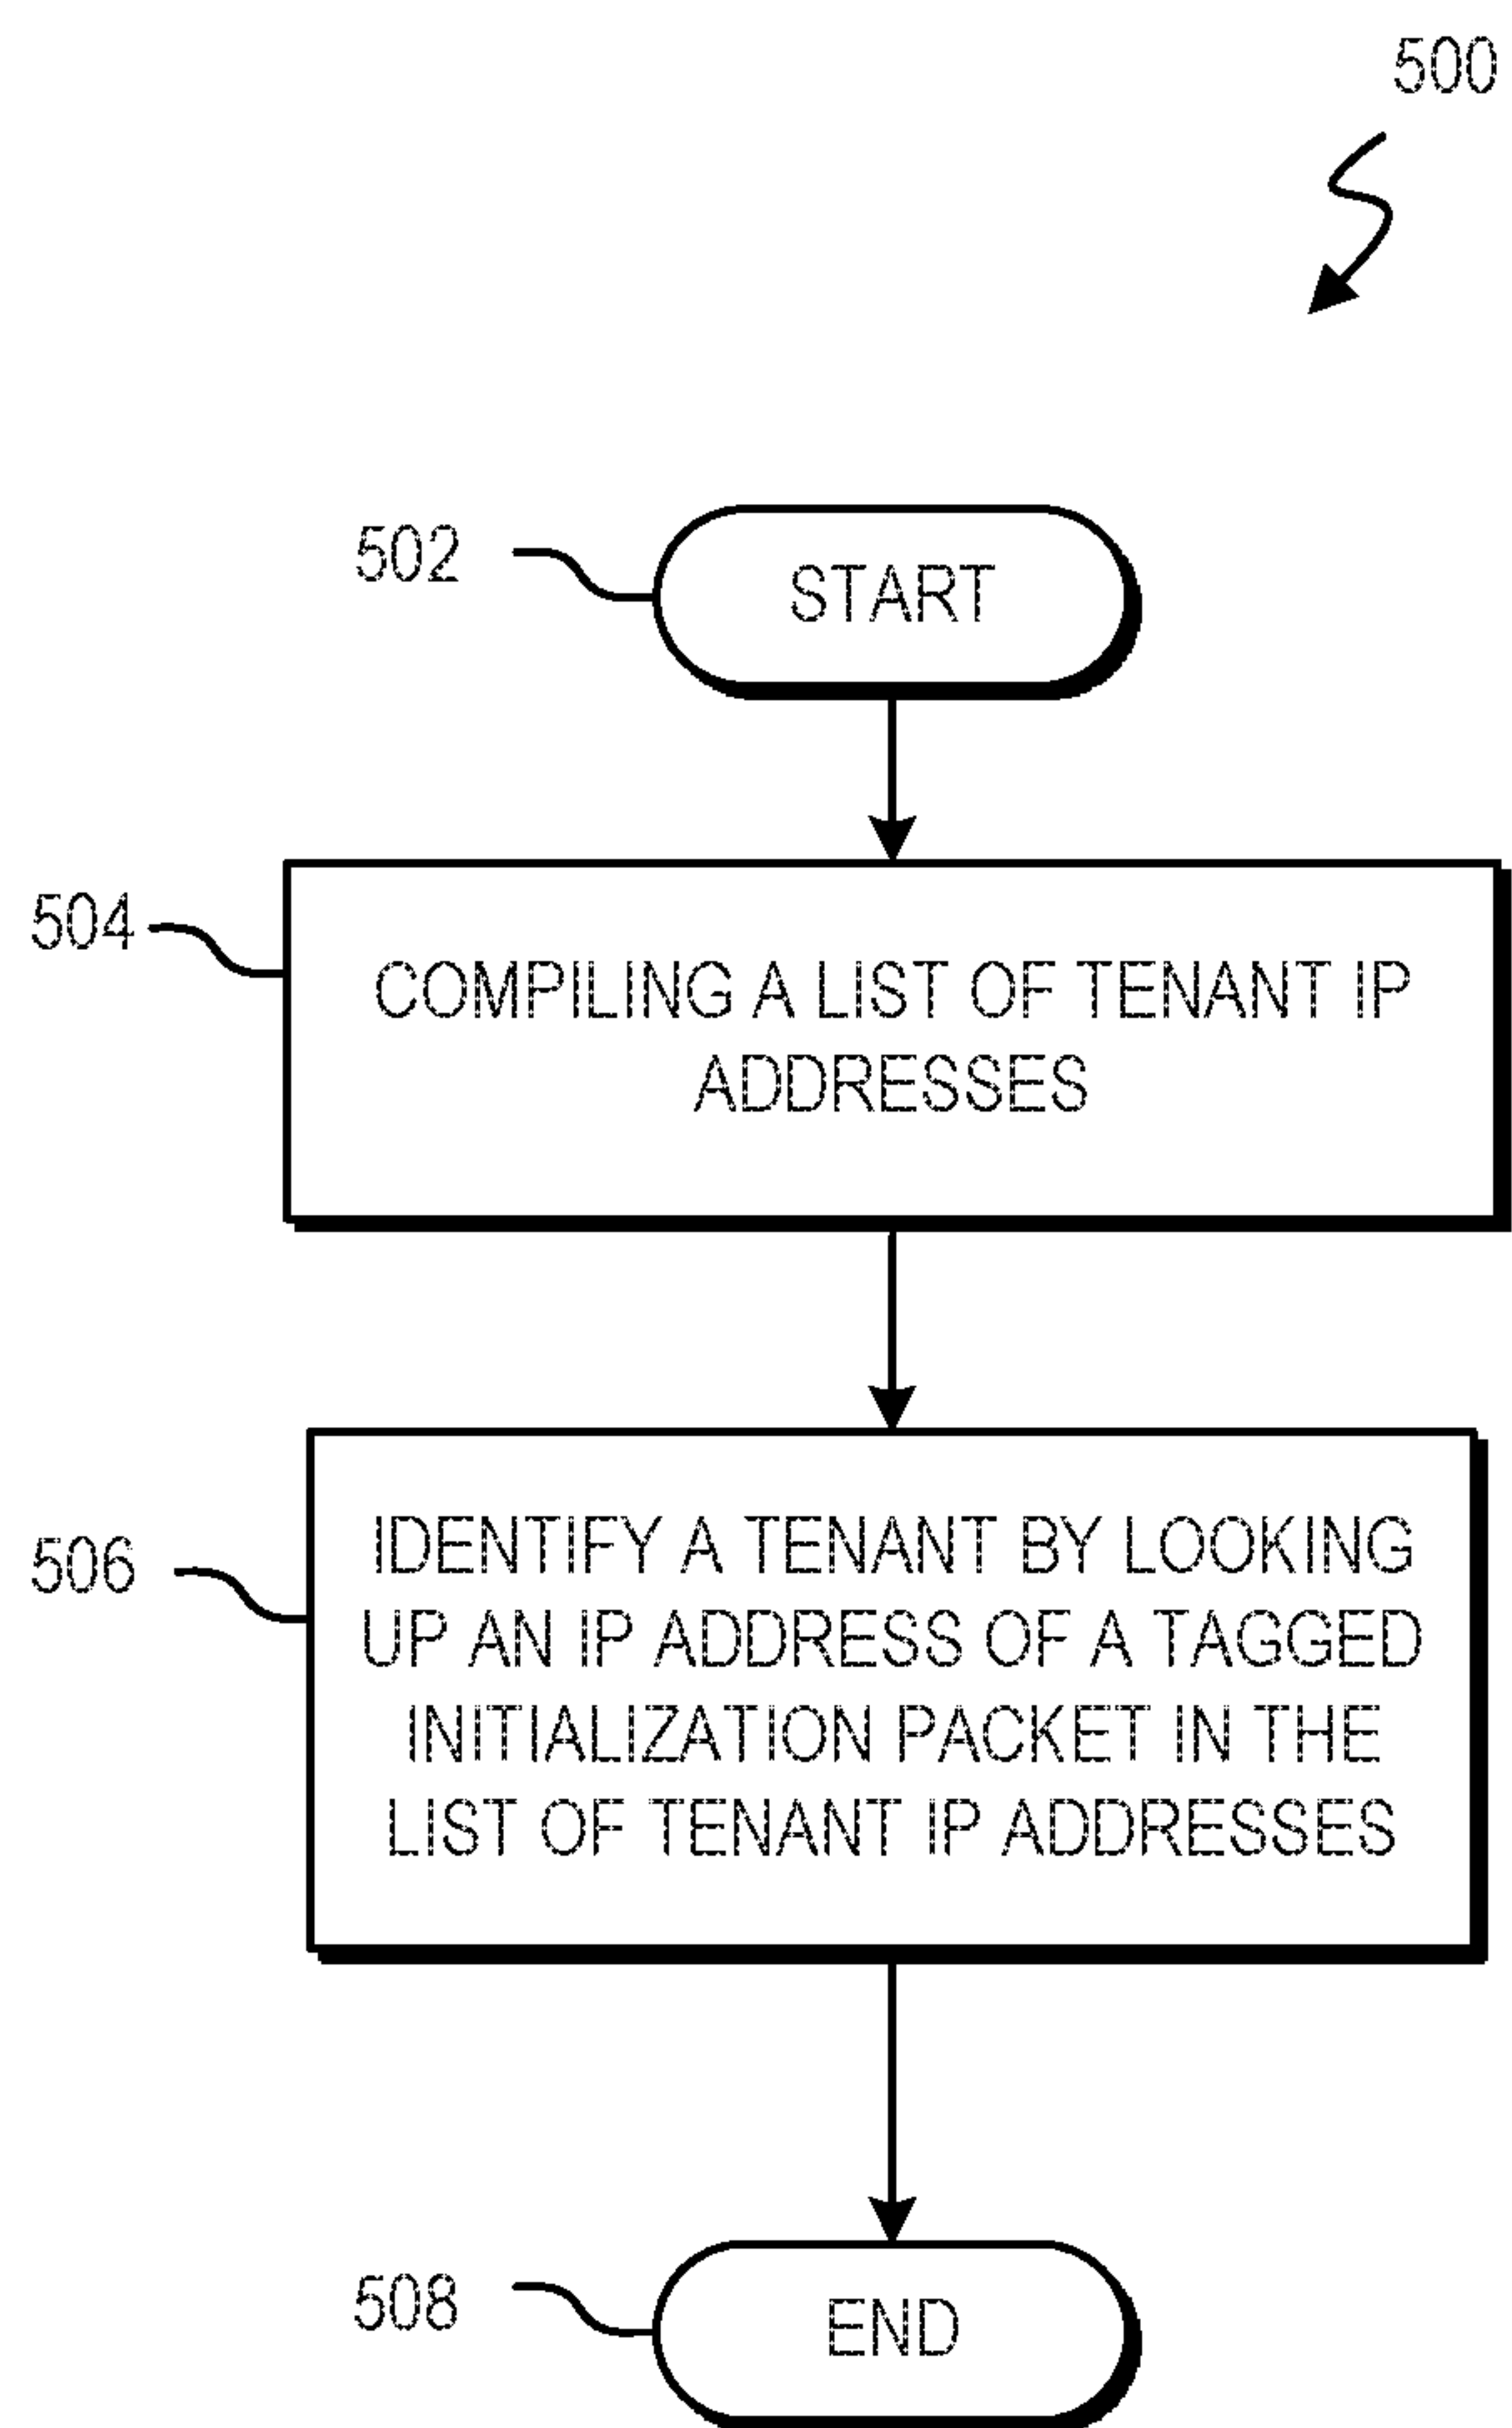 500
502
START
504
COMPILING A LIST OF TENANT IP
ADDRESSES
506
IDENTIFY A TENANT BY LOOKING
UP AN IP ADDRESS OF A TAGGED
INITIALIZATION PACKET IN THE
LIST OF TENANT IP ADDRESSES
508
END